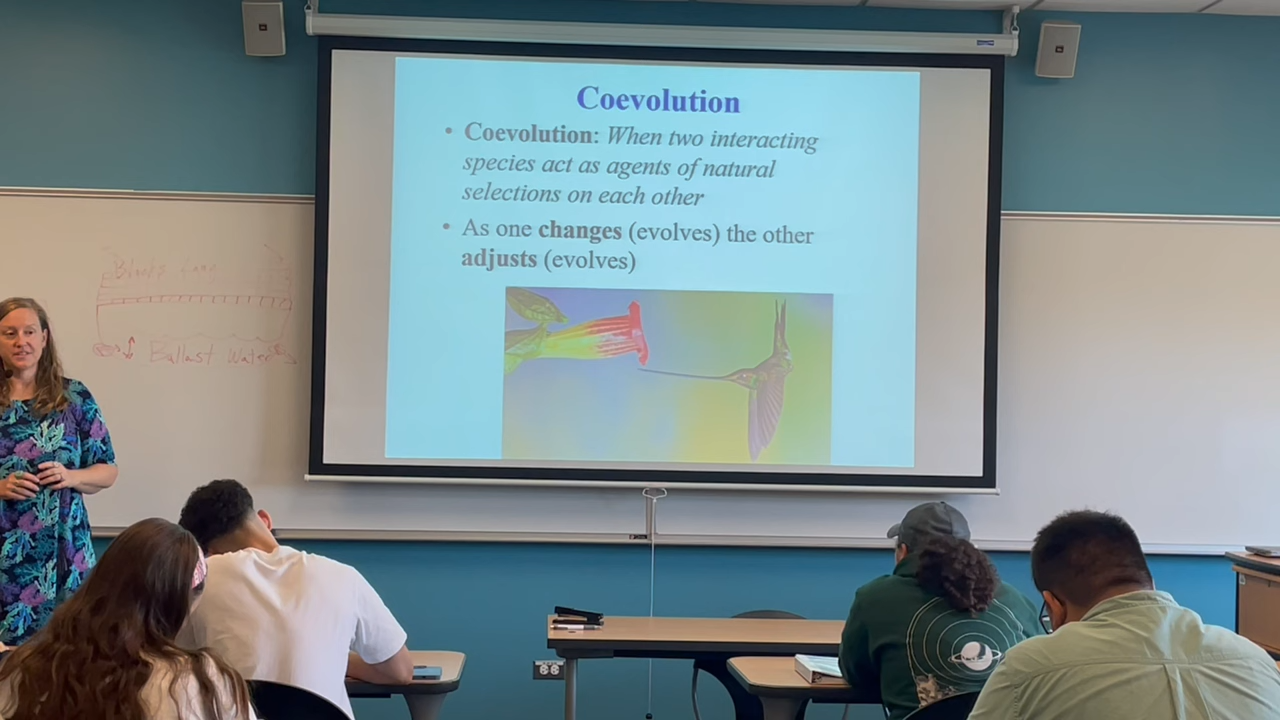 Coevolution
• Coevolution: When two interacting
species act as agents of natural
selections on each other
• As one changes (evolves) the other
adjusts (evolves)
Ballast Water